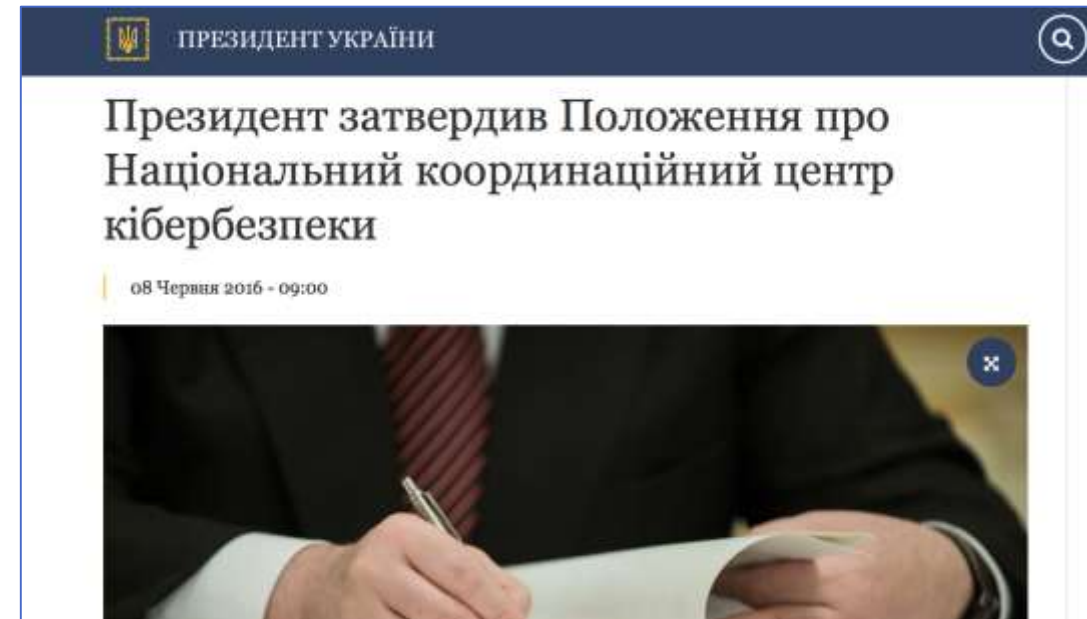 ПРЕЗИДЕНТ УКРАЇНИ
Президент затвердив Положення про
Національний координаційний центр
кібербезпеки
08 Червня 2016 - 09:00